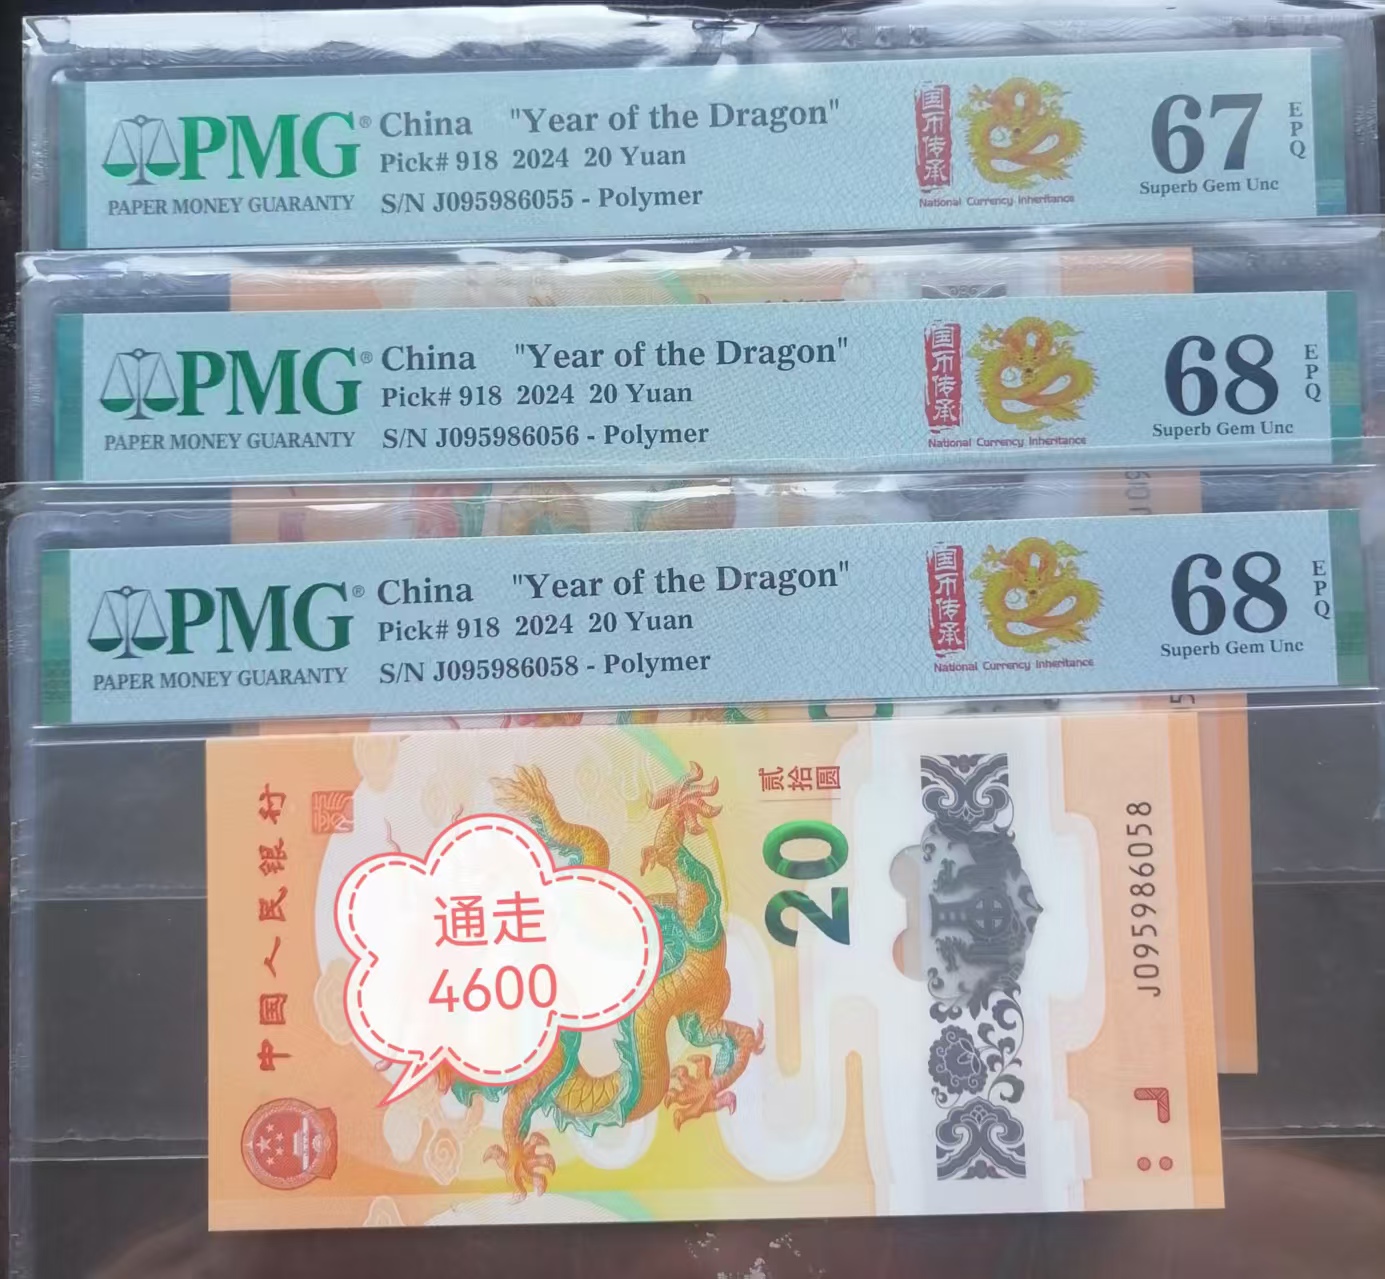 PMG® China "Year of the Dragon"
Pick# 918 2024 20 Yuan
PAPER MONEY GUARANTY
S/N J095986055 - Polymer
国币传承
National Currency Inheritance
67
EPQ
Superb Gem Unc
PMG® China "Year of the Dragon"
Pick# 918 2024 20 Yuan
PAPER MONEY GUARANTY
S/N J095986056 - Polymer
国币传承
National Currency Inheritance
68
EPQ
Superb Gem Unc
J09
PMG® China "Year of the Dragon"
Pick# 918 2024 20 Yuan
PAPER MONEY GUARANTY
S/N J095986058 - Polymer
国币传承
National Currency Inheritance
68
EPQ
Superb Gem Unc
中国人民银行
贰拾圆
20
J095986058
通走
4600